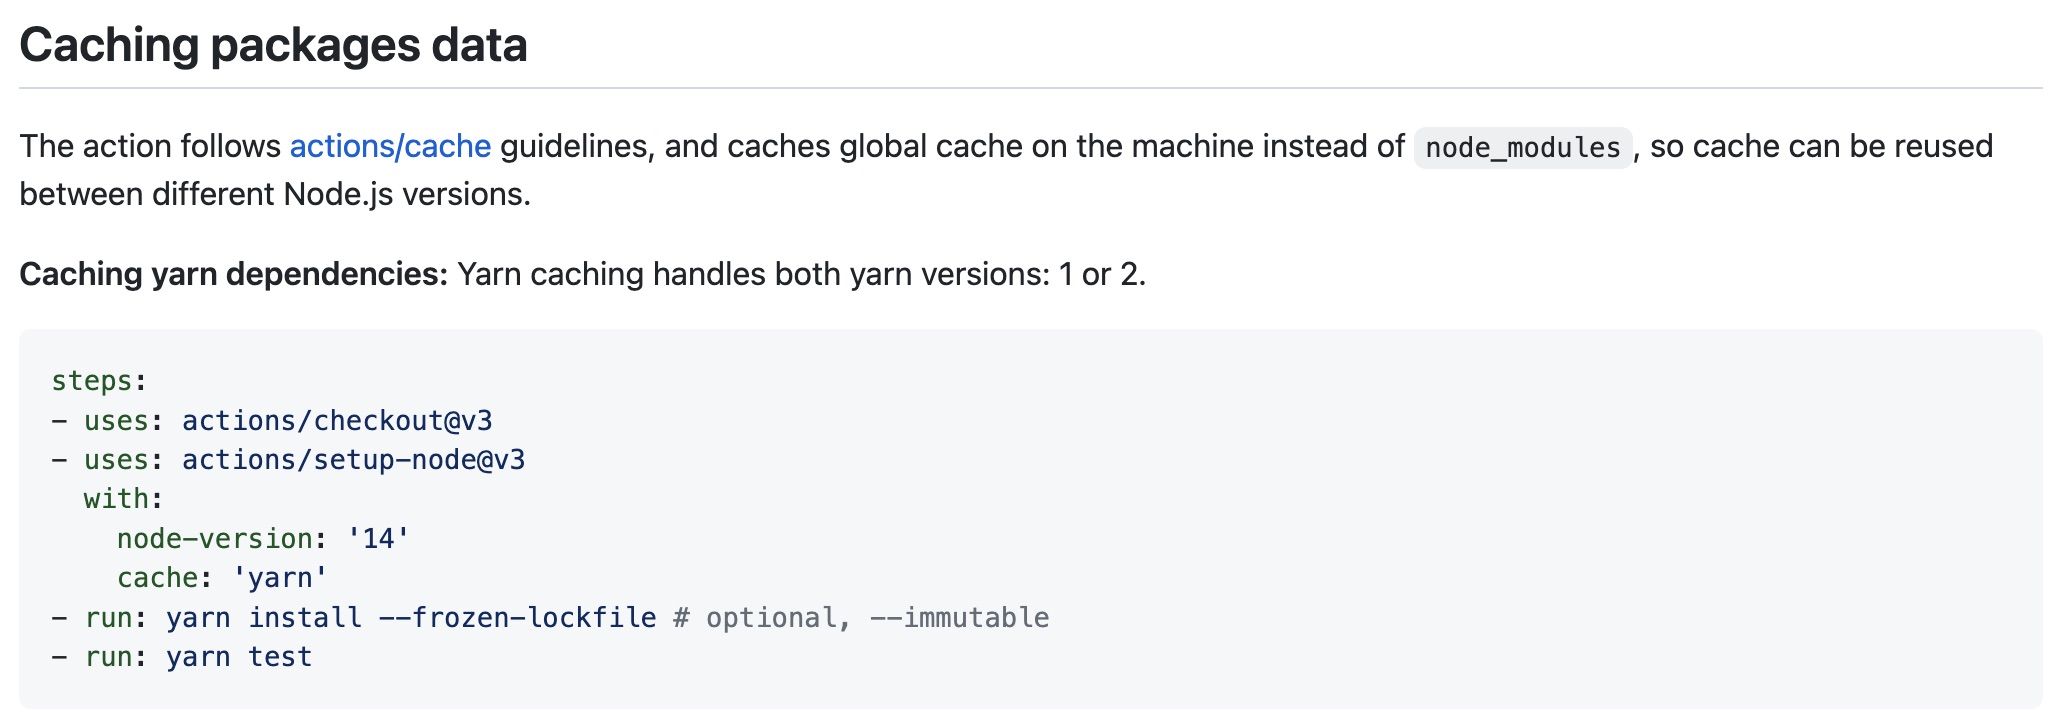 Caching packages data
The action follows actions/cache guidelines, and caches global cache on the machine instead of node_modules, so cache can be reused
between different Node.js versions.
Caching yarn dependencies: Yarn caching handles both yarn versions: 1 or 2.
steps:
- uses: actions/checkout@v3
- uses: actions/setup-node@v3
  with:
    node-version: '14'
    cache: 'yarn'
- run: yarn install --frozen-lockfile # optional, --immutable
- run: yarn test